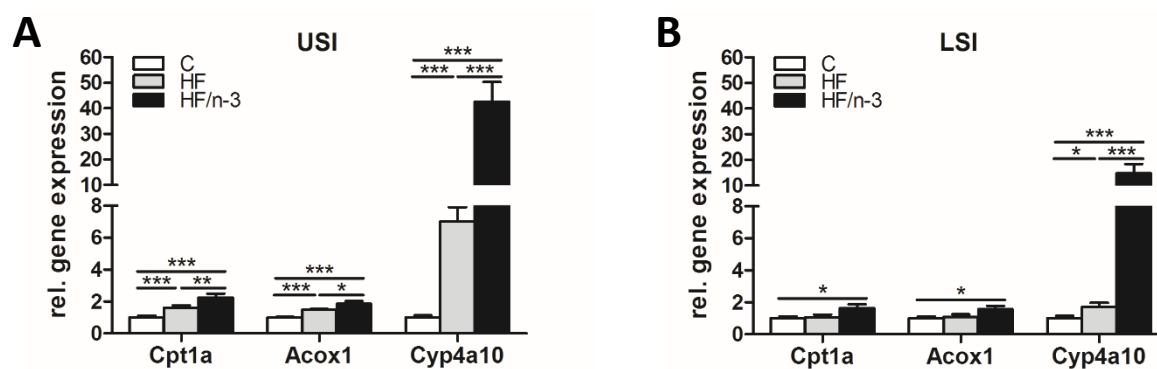 A
USI
C
HF
HF/n-3
rel. gene expression
60
50
40
30
20
10
8
6
4
2
0
***
*** **
***
*** *
***
*** ***
Cpt1a Acox1 Cyp4a10
B
LSI
C
HF
HF/n-3
rel. gene expression
60
50
40
30
20
10
8
6
4
2
0
*
*
***
* ***
Cpt1a Acox1 Cyp4a10